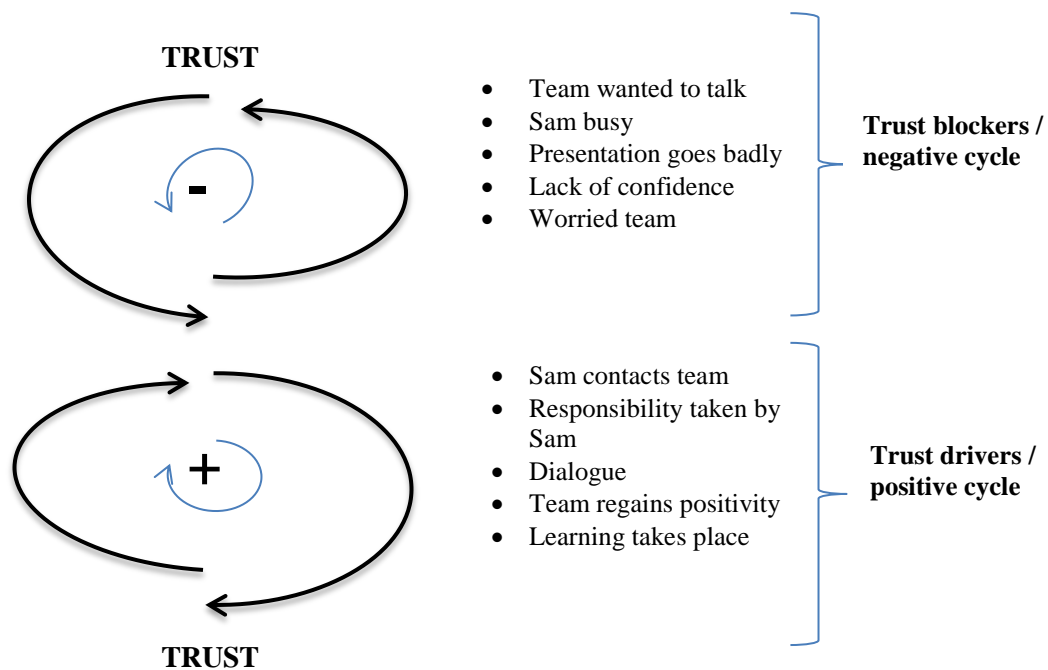 TRUST
-
• Team wanted to talk
• Sam busy
• Presentation goes badly
• Lack of confidence
• Worried team
Trust blockers /
negative cycle
+
• Sam contacts team
• Responsibility taken by
Sam
• Dialogue
• Team regains positivity
• Learning takes place
Trust drivers /
positive cycle
TRUST